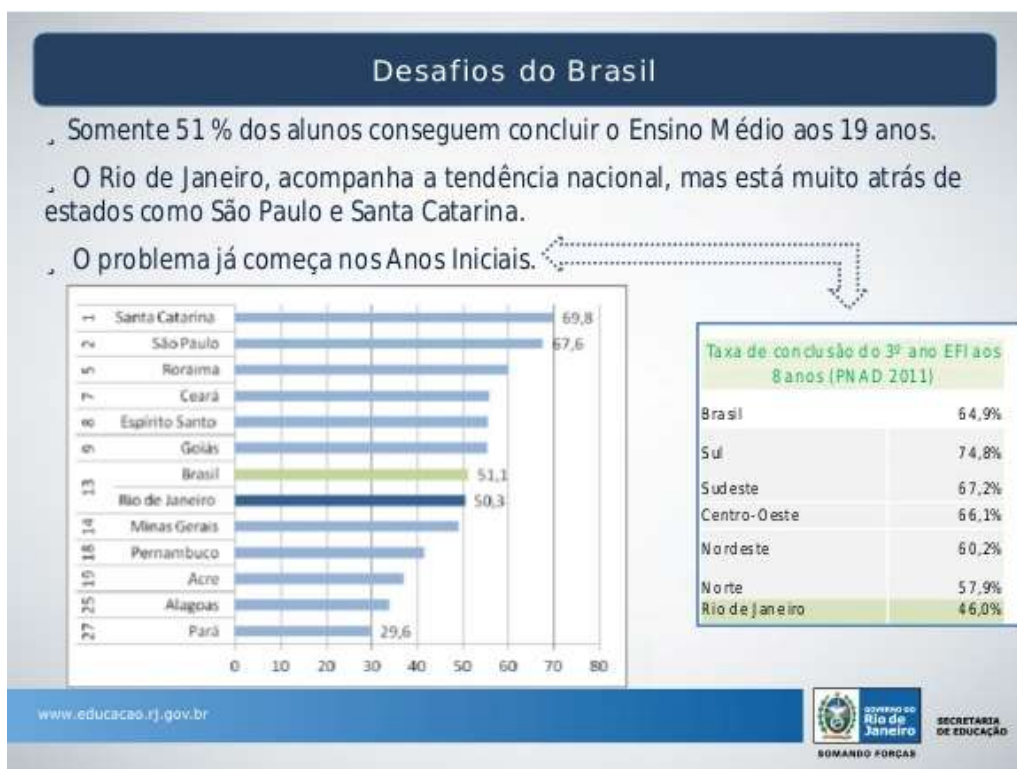 Desafios do Brasil
¸ Somente 51 % dos alunos conseguem concluir o Ensino Médio aos 19 anos.
¸ O Rio de Janeiro, acompanha a tendência nacional, mas está muito atrás de
estados como São Paulo e Santa Catarina.
¸ O problema já começa nos Anos Iniciais.
1 Santa Catarina 69,8
2 São Paulo 67,6
5 Roraima
7 Ceará
8 Espírito Santo
9 Goiás
13 Brasil 51,1
Rio de Janeiro 50,3
14 Minas Gerais
18 Pernambuco
19 Acre
25 Alagoas
27 Pará 29,6
0 10 20 30 40 50 60 70 80
Taxa de conclusão do 3º ano EFI aos
8 anos (PNAD 2011)
Brasil 64,9%
Sul 74,8%
Sudeste 67,2%
Centro-Oeste 66,1%
Nordeste 60,2%
Norte 57,9%
Rio de Janeiro 46,0%
www.educacao.rj.gov.br
GOVERNO DO
Rio de
Janeiro
SECRETARIA
DE EDUCAÇÃO
SOMANDO FORÇAS